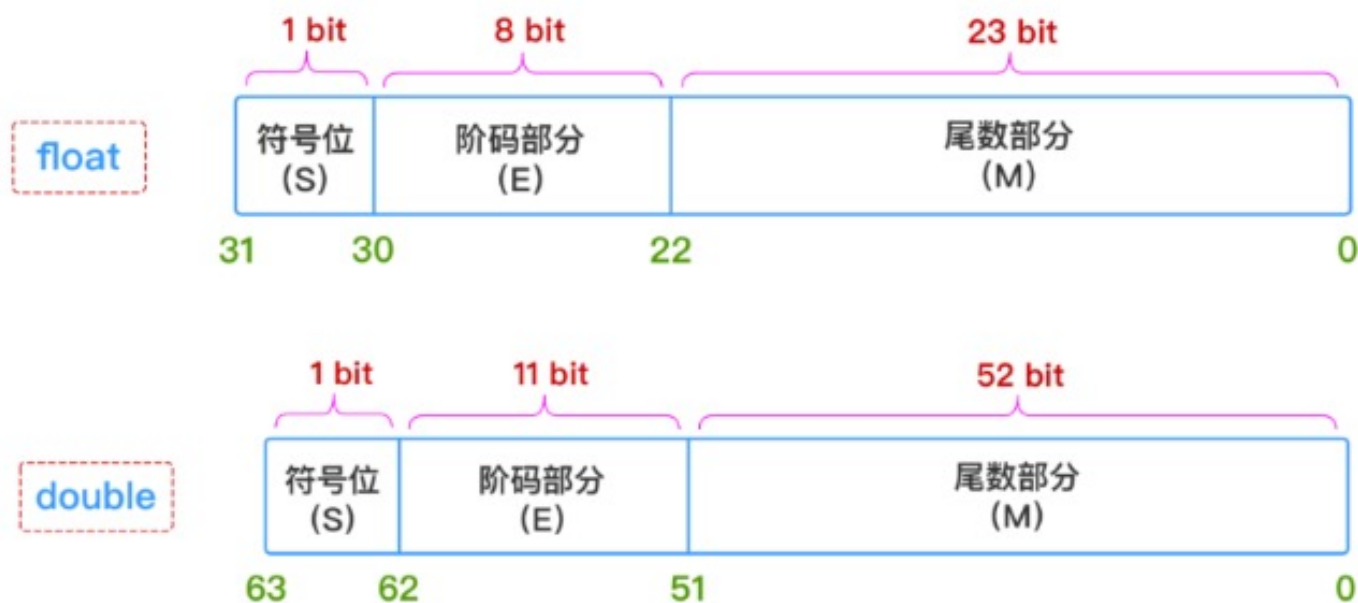 1 bit 8 bit 23 bit
float 符号位 阶码部分 尾数部分
(S) (E) (M)
31 30 22 0
1 bit 11 bit 52 bit
double 符号位 阶码部分 尾数部分
(S) (E) (M)
63 62 51 0